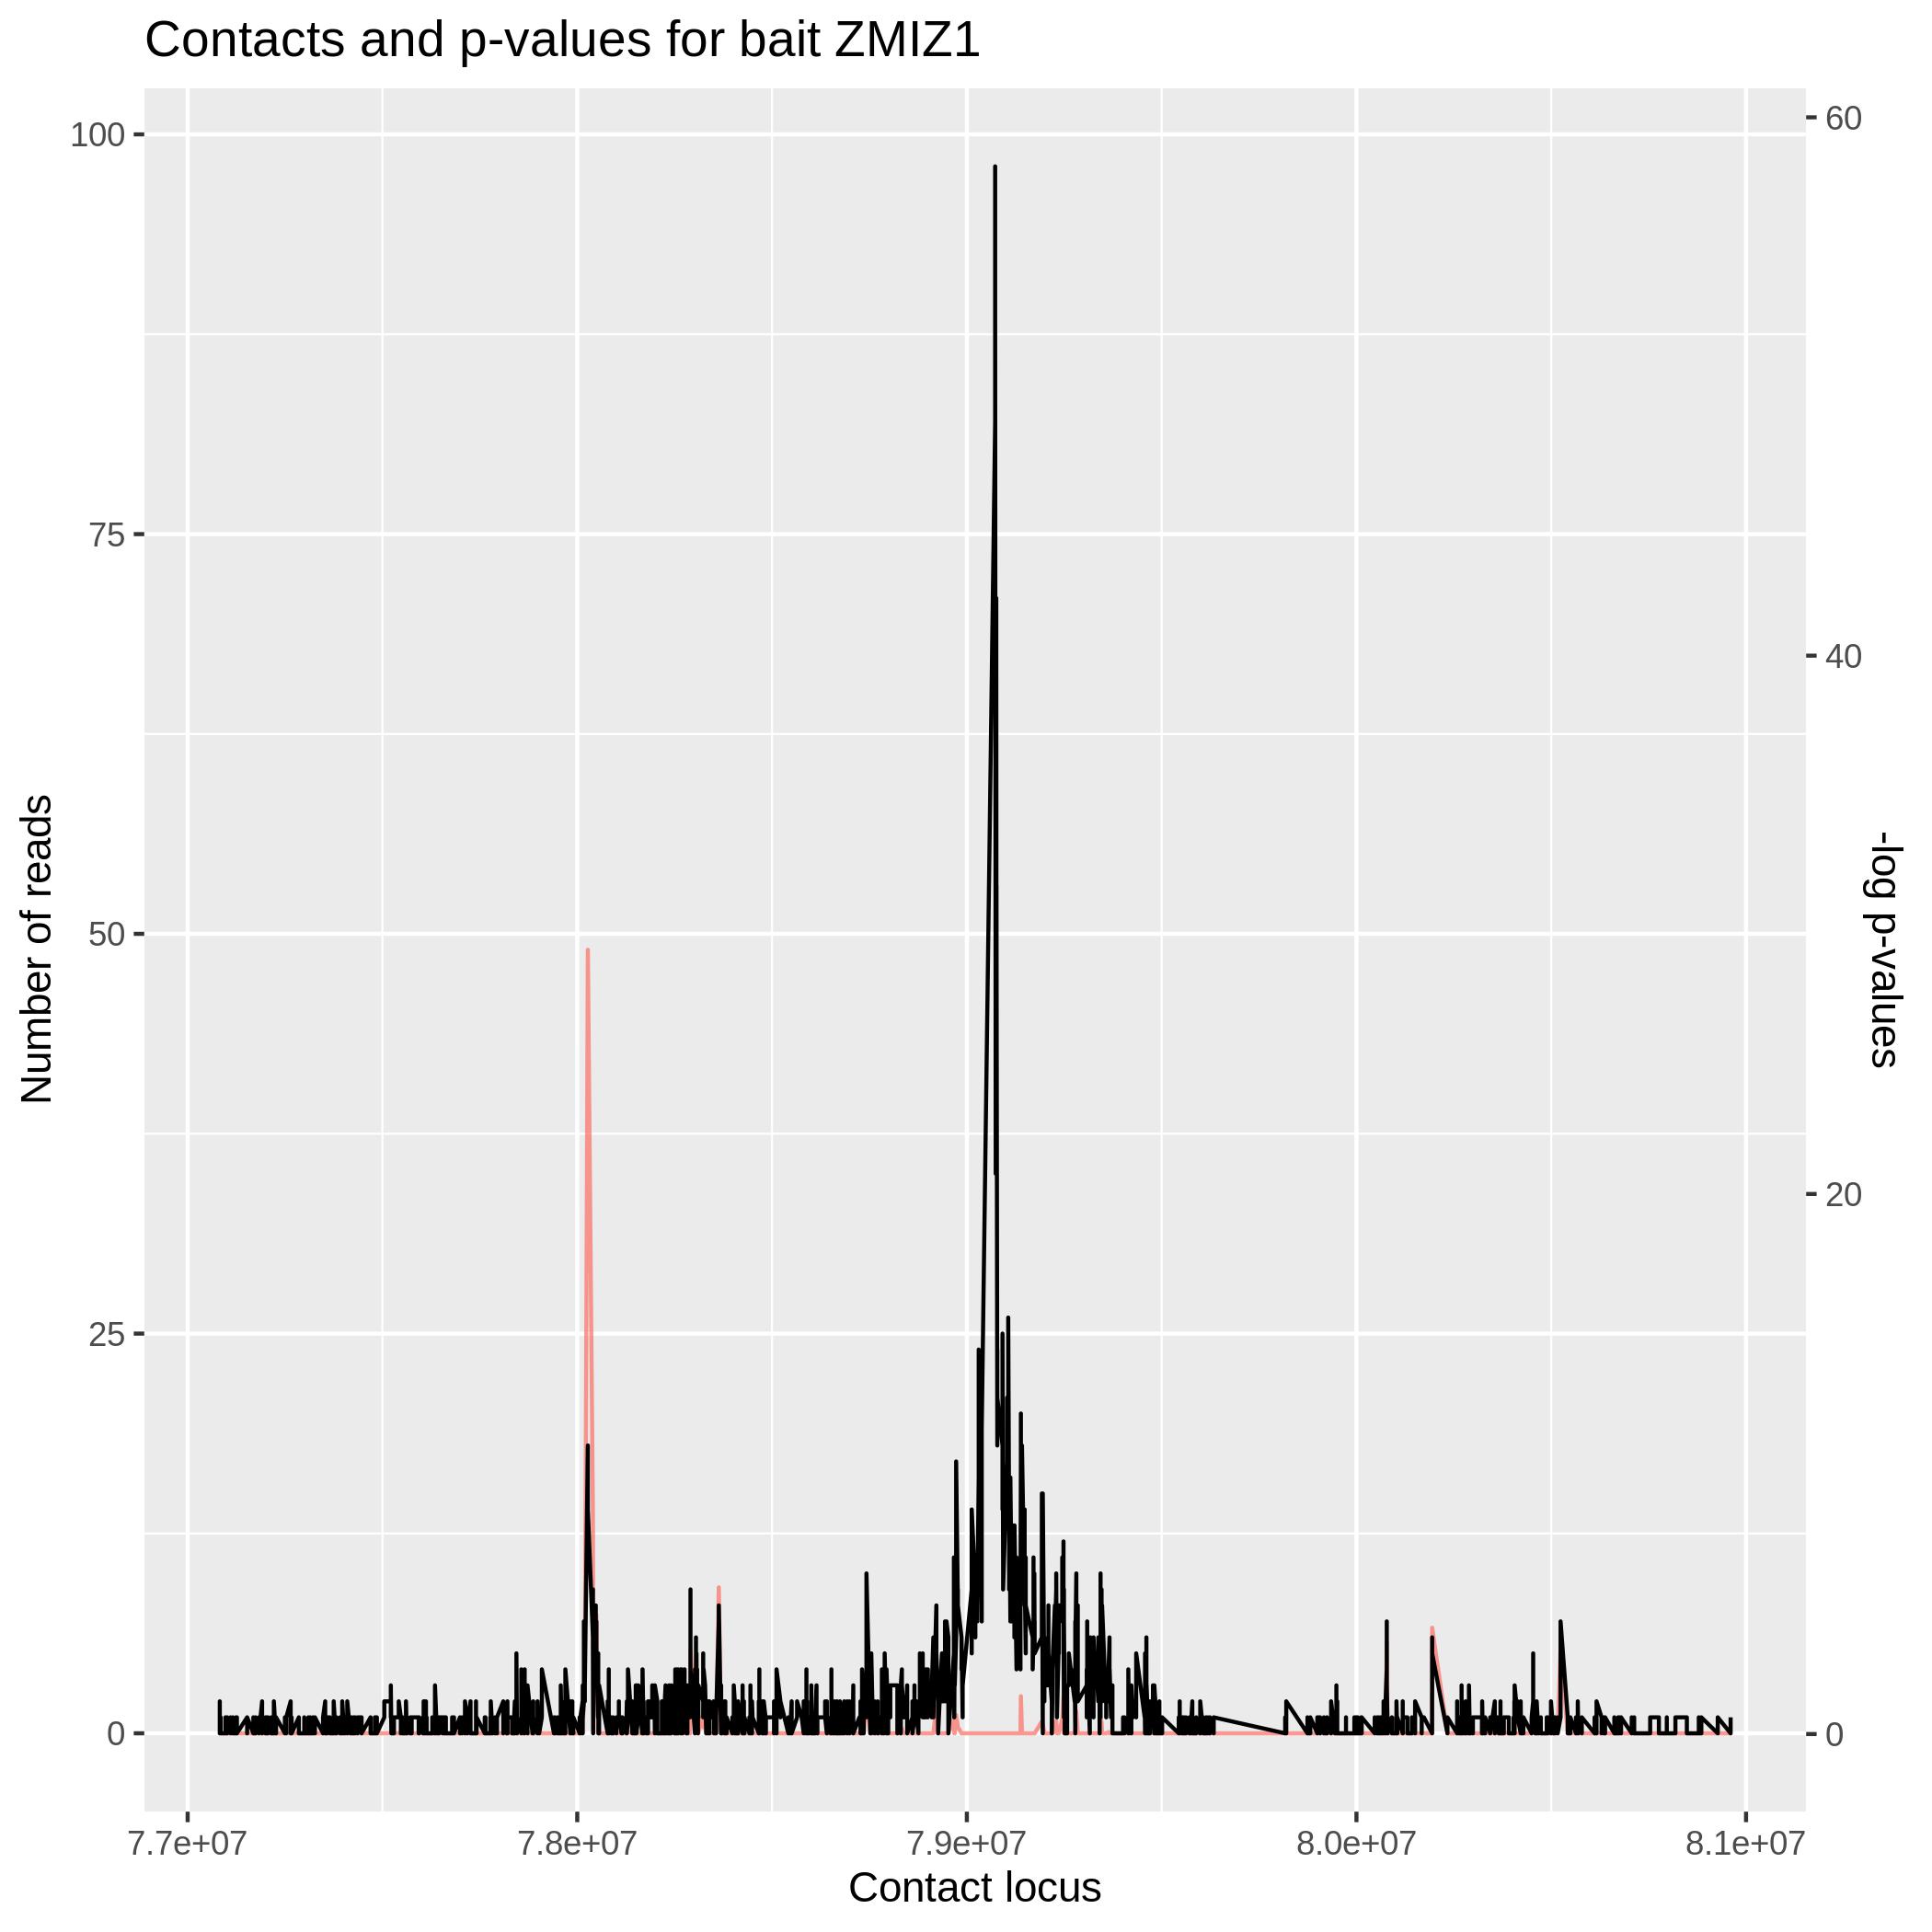 Contacts and p-values for bait ZMIZ1
100
75
50
25
0
Number of reads
60
40
20
0
-log p-values
7.7e+07
7.8e+07
7.9e+07
8.0e+07
8.1e+07
Contact locus